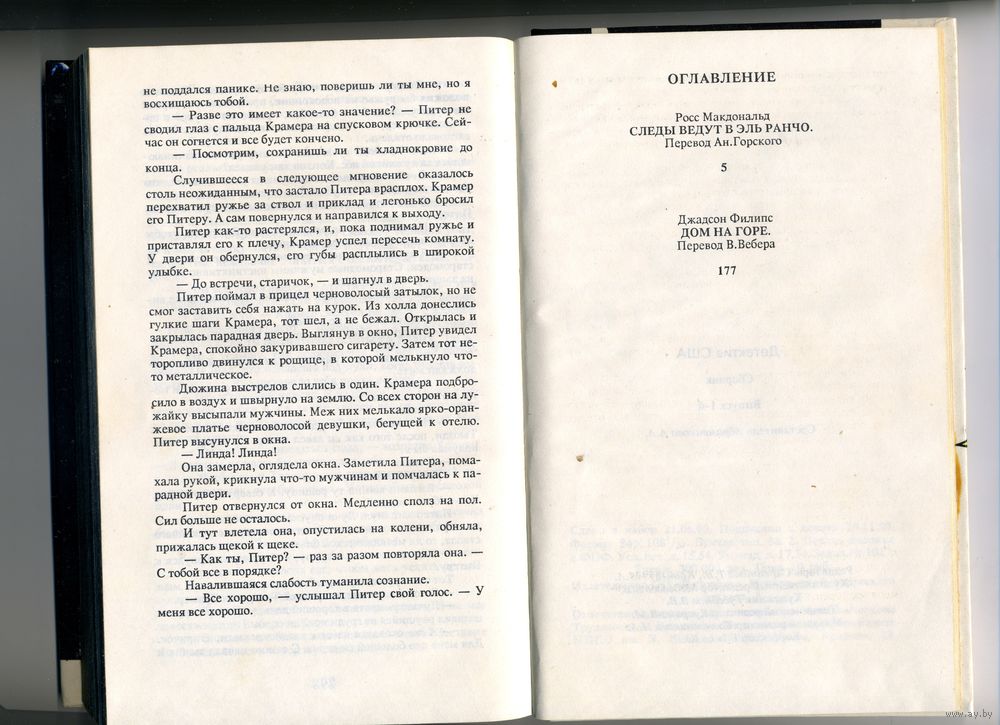 не поддался панике. Не знаю, поверишь ли ты мне, но я
восхищаюсь тобой.
— Разве это имеет какое-то значение? — Питер не
сводил глаз с пальца Крамера на спусковом крючке. Сей-
час он согнется и все будет кончено.
— Посмотрим, сохранишь ли ты хладнокровие до
конца.
Случившееся в следующее мгновение оказалось
столь неожиданным, что застало Питера врасплох. Крамер
перехватил ружье за ствол и приклад и легонько бросил
его Питеру. А сам повернулся и направился к выходу.
Питер как-то растерялся, и, пока поднимал ружье и
приставлял его к плечу, Крамер успел пересечь комнату.
У двери он обернулся, его губы расплылись в широкой
улыбке.
— До встречи, старичок, — и шагнул в дверь.
Питер поймал в прицел черноволосый затылок, но не
смог заставить себя нажать на курок. Из холла донеслись
гулкие шаги Крамера, тот шел, а не бежал. Открылась и
закрылась парадная дверь. Выглянув в окно, Питер увидел
Крамера, спокойно закуривавшего сигарету. Затем тот не-
торопливо двинулся к рощице, в которой мелькнуло что-
то металлическое.
Дюжина выстрелов слились в один. Крамера подбро-
сило в воздух и швырнуло на землю. Со всех сторон на лу-
жайку высыпали мужчины. Меж них мелькало ярко-оран-
жевое платье черноволосой девушки, бегущей к отелю.
Питер высунулся в окна.
— Линда! Линда!
Она замерла, оглядела окна. Заметила Питера, пома-
хала рукой, крикнула что-то мужчинам и помчалась к па-
радной двери.
Питер отвернулся от окна. Медленно сполз на пол.
Сил больше не осталось.
И тут влетела она, опустилась на колени, обняла,
прижалась щекой к щеке.
— Как ты, Питер? — раз за разом повторяла она. —
С тобой все в порядке?
Навалившаяся слабость туманила сознание.
— Все хорошо, — услышал Питер свой голос. — У
меня все хорошо.
ОГЛАВЛЕНИЕ
Росс Макдональд
СЛЕДЫ ВЕДУТ В ЭЛЬ РАНЧО.
Перевод Ан.Горского
5
Джадсон Филипс
ДОМ НА ГОРЕ.
Перевод В.Вебера
177
www.ay.by